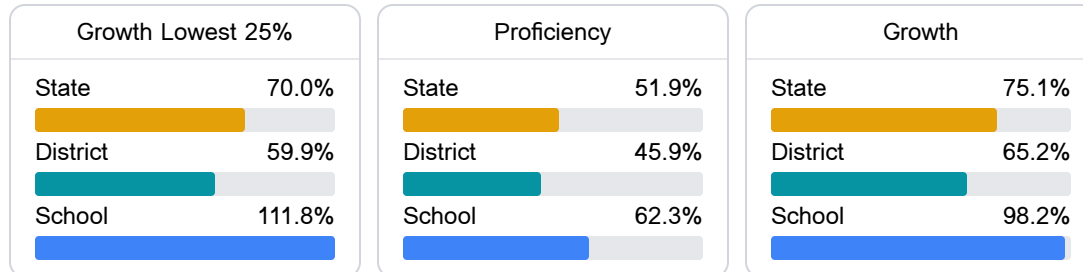 Growth Lowest 25%
State 70.0%
District 59.9%
School 111.8%
Proficiency
State 51.9%
District 45.9%
School 62.3%
Growth
State 75.1%
District 65.2%
School 98.2%